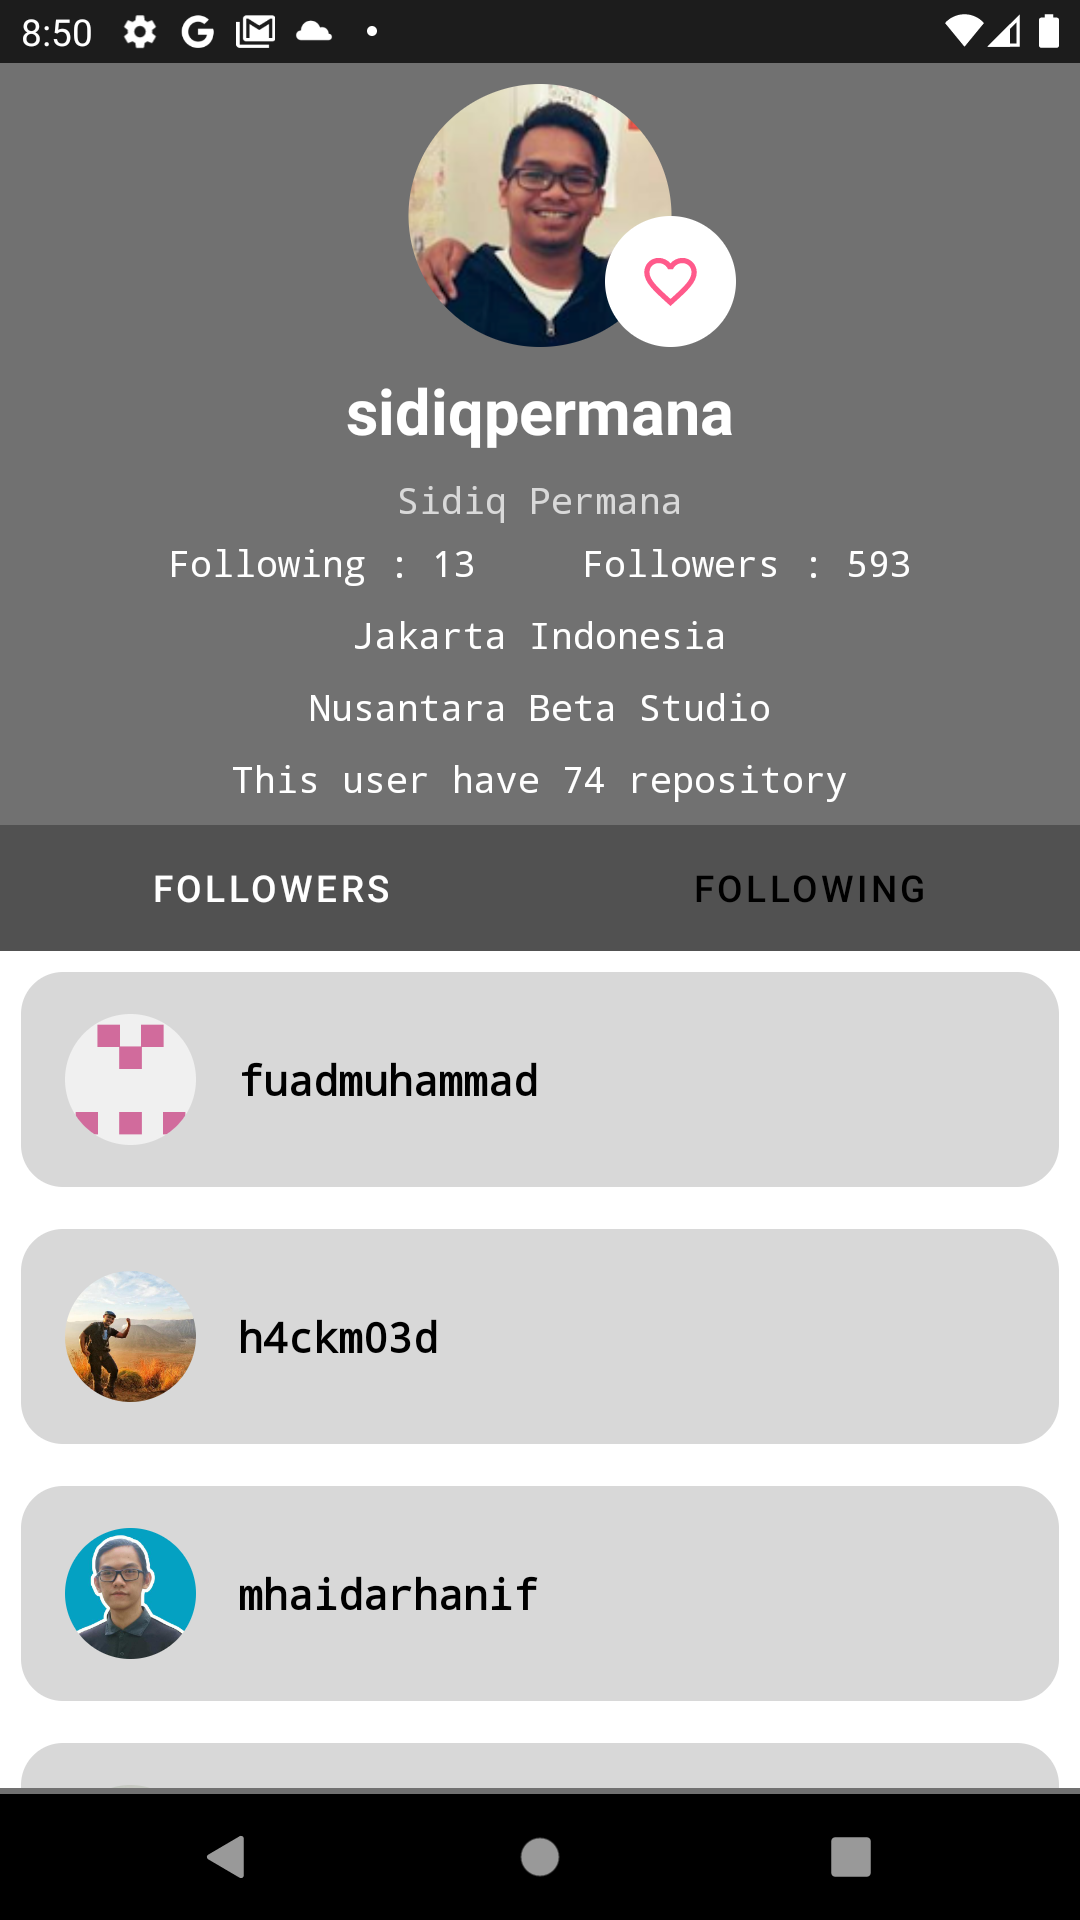 8:50
sidiqpermana
Sidiq Permana
Following : 13 Followers : 593
Jakarta Indonesia
Nusantara Beta Studio
This user have 74 repository
FOLLOWERS FOLLOWING
fuadmuhammad
h4ckm03d
mhaidarhanif